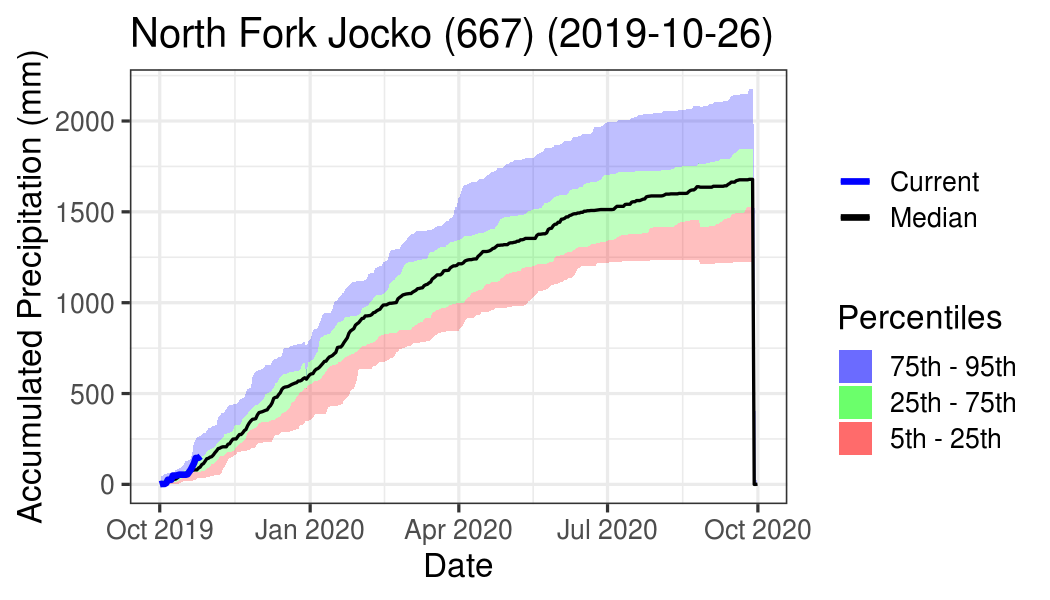 North Fork Jocko (667) (2019-10-26)
Accumulated Precipitation (mm)
2000
1500
1000
500
0
Oct 2019
Jan 2020
Apr 2020
Jul 2020
Oct 2020
Date
Current
Median
Percentiles
75th - 95th
25th - 75th
5th - 25th